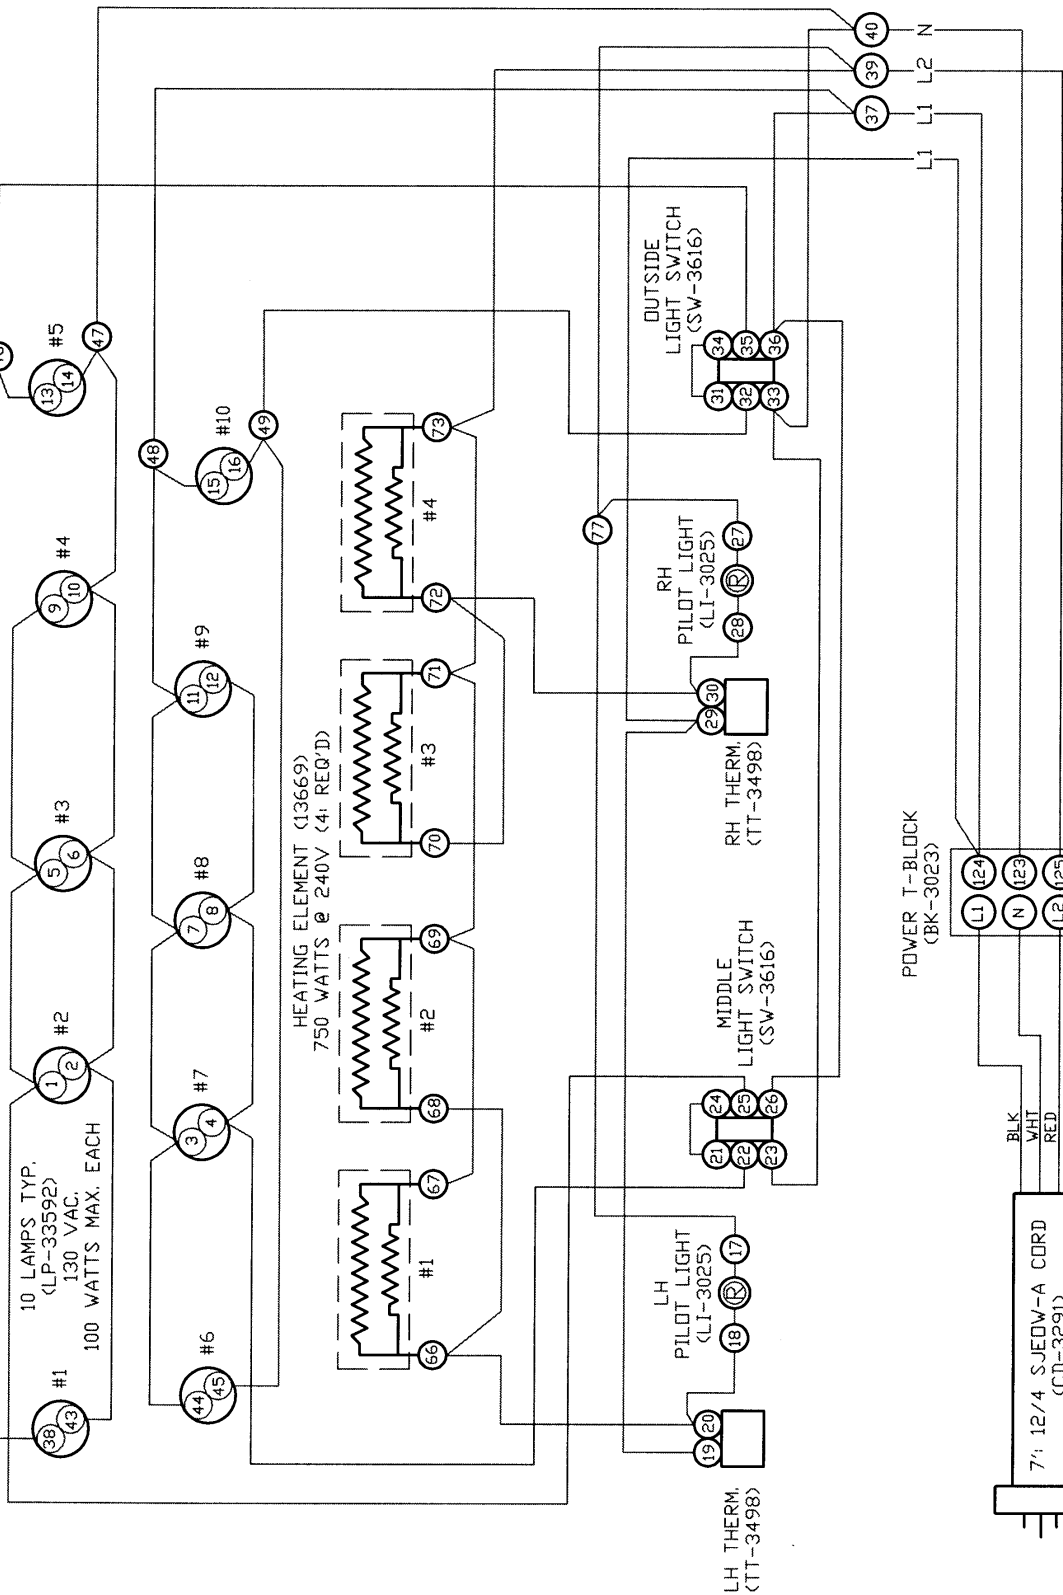 10 LAMPS TYP.
(LP-33592)
130 VAC.
100 WATTS MAX. EACH
38
43
#1
1
2
#2
5
6
#3
9
10
#4
13
14
#5
47
44
45
#6
3
4
#7
7
8
#8
11
12
#9
48
15
16
#10
49
HEATING ELEMENT (13669)
750 WATTS @ 240V (4: REQ'D)
66
#1
67
68
#2
69
70
#3
71
72
#4
73
LH THERM.
(TT-3498)
19
20
LH
PILOT LIGHT
(LI-3025)
18
R
17
MIDDLE
LIGHT SWITCH
(SW-3616)
21
24
22
25
23
26
RH THERM.
(TT-3498)
29
30
RH
PILOT LIGHT
(LI-3025)
28
R
27
77
OUTSIDE
LIGHT SWITCH
(SW-3616)
31
34
32
35
33
36
40
N
39
L2
37
L1
L1
POWER T-BLOCK
(BK-3023)
L1
124
N
123
L2
125
BLK
WHT
RED
7': 12/4 SJEOW-A CORD
(CD-3291)